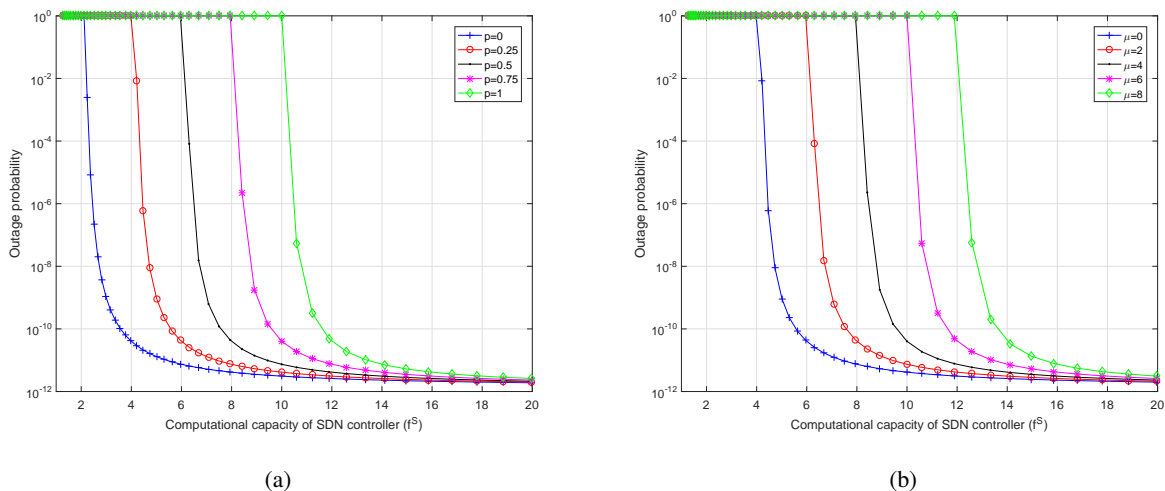 10^0
10^-2
10^-4
10^-6
10^-8
10^-10
10^-12
Outage probability
2 4 6 8 10 12 14 16 18 20
Computational capacity of SDN controller (f^S)
p=0
p=0.25
p=0.5
p=0.75
p=1
(a)
10^0
10^-2
10^-4
10^-6
10^-8
10^-10
10^-12
Outage probability
2 4 6 8 10 12 14 16 18 20
Computational capacity of SDN controller (f^S)
μ=0
μ=2
μ=4
μ=6
μ=8
(b)